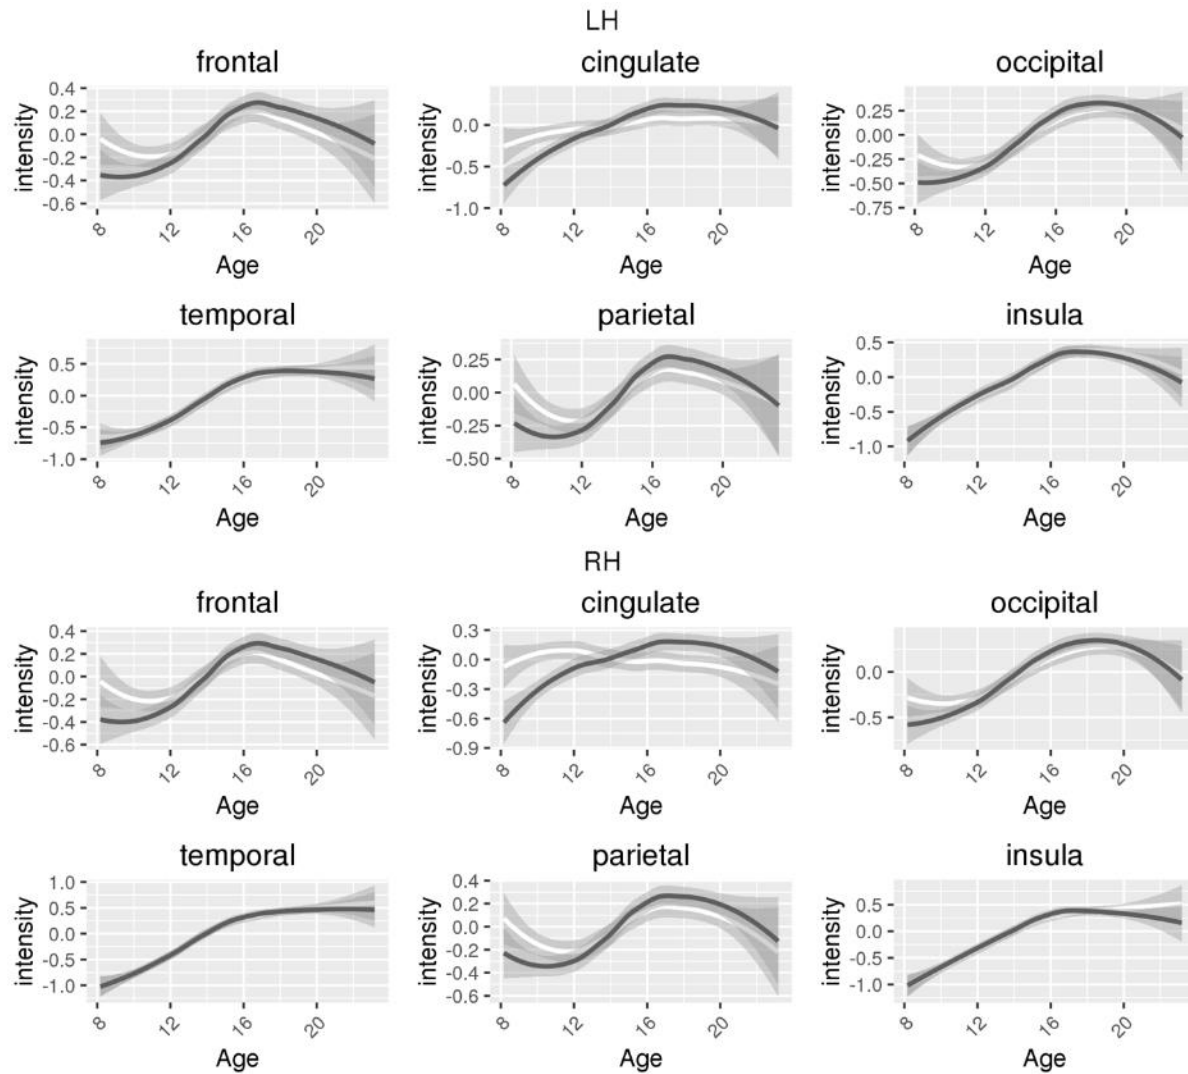 LH
frontal cingulate occipital
0.4 0.2 0.0 -0.2 -0.4 -0.6 intensity 8 12 16 20 Age
0.0 -0.5 -1.0 intensity 8 12 16 20 Age
0.25 0.00 -0.25 -0.50 -0.75 intensity 8 12 16 20 Age
temporal parietal insula
0.5 0.0 -0.5 -1.0 intensity 8 12 16 20 Age
0.25 0.00 -0.25 -0.50 intensity 8 12 16 20 Age
0.5 0.0 -0.5 -1.0 intensity 8 12 16 20 Age
RH
frontal cingulate occipital
0.4 0.2 0.0 -0.2 -0.4 -0.6 intensity 8 12 16 20 Age
0.3 0.0 -0.3 -0.6 -0.9 intensity 8 12 16 20 Age
0.0 -0.5 intensity 8 12 16 20 Age
temporal parietal insula
1.0 0.5 0.0 -0.5 -1.0 intensity 8 12 16 20 Age
0.4 0.2 0.0 -0.2 -0.4 -0.6 intensity 8 12 16 20 Age
0.5 0.0 -0.5 -1.0 intensity 8 12 16 20 Age